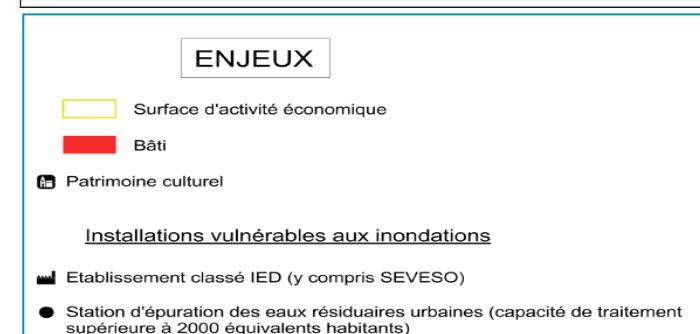 ENJEUX
Surface d'activité économique
Bâti
Patrimoine culturel
Installations vulnérables aux inondations
Etablissement classé IED (y compris SEVESO)
Station d'épuration des eaux résiduaires urbaines (capacité de traitement
supérieure à 2000 équivalents habitants)